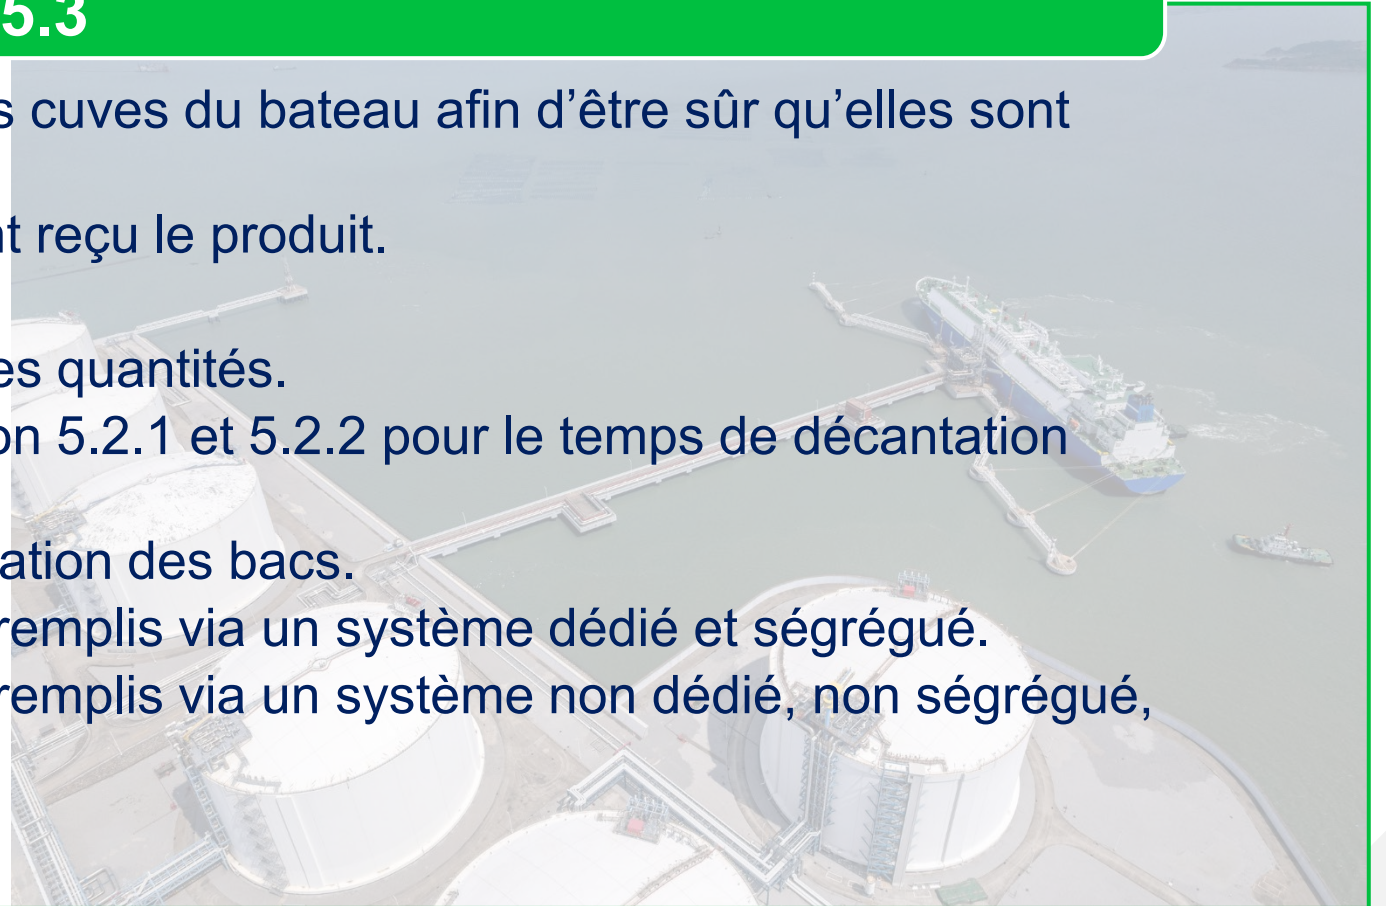 5.3
s cuves du bateau afin d’être sûr qu’elles sont
t reçu le produit.
es quantités.
on 5.2.1 et 5.2.2 pour le temps de décantation
ation des bacs.
remplis via un système dédié et ségrégué.
remplis via un système non dédié, non ségrégué,